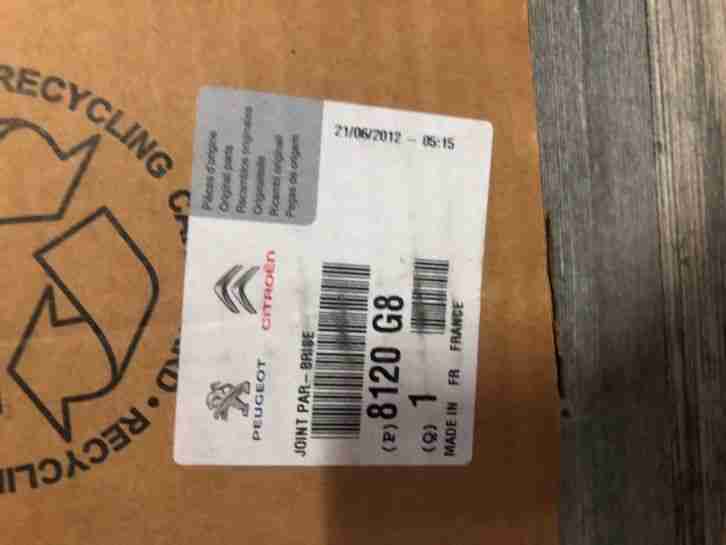 Pièces d'origine
Original parts
Recambios originales
Originalteile
Ricambi originali
Peças de origem
21/06/2012 - 05:15
PEUGEOT
CITROËN
JOINT PAR-BRISE
(P) 8120 G8
(Q) 1
MADE IN FR FRANCE
RECYCLING
RECYCLI